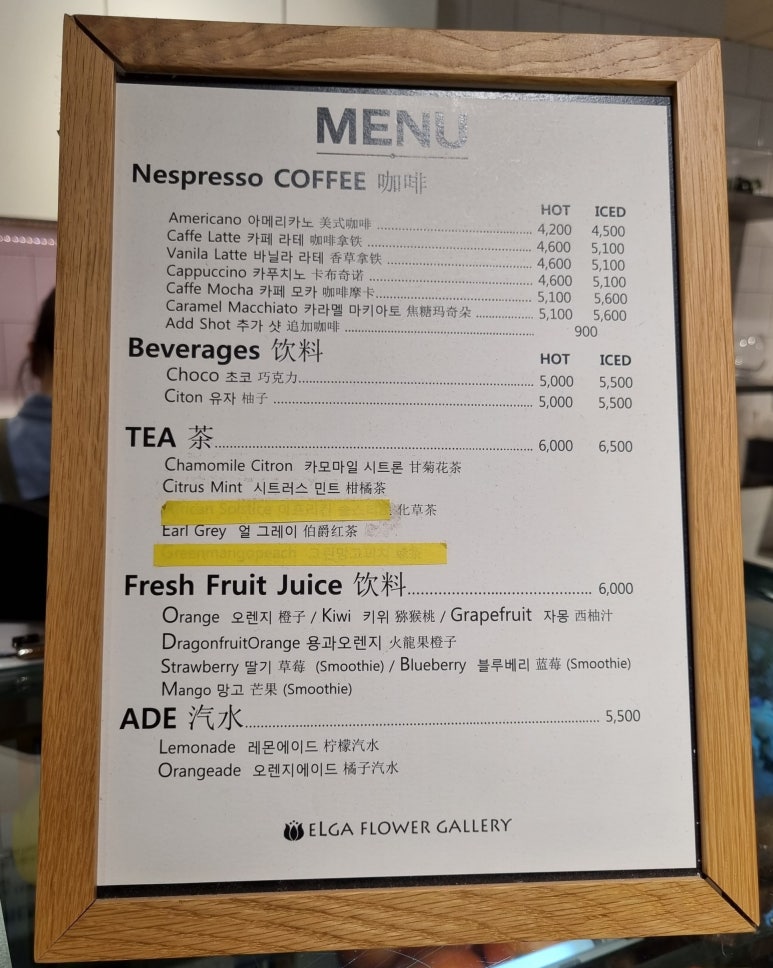 MENU
Nespresso COFFEE 咖啡
HOT ICED
Americano 아메리카노 美式咖啡 4,200 4,500
Caffe Latte 카페 라테 咖啡拿铁 4,600 5,100
Vanila Latte 바닐라 라테 香草拿铁 4,600 5,100
Cappuccino 카푸치노 卡布奇诺 4,600 5,100
Caffe Mocha 카페 모카 咖啡摩卡 5,100 5,600
Caramel Macchiato 카라멜 마키아토 焦糖玛奇朵 5,100 5,600
Add Shot 추가 샷 追加咖啡 900
Beverages 饮料 HOT ICED
Choco 초코 巧克力 5,000 5,500
Citon 유자 柚子 5,000 5,500
TEA 茶 6,000 6,500
Chamomile Citron 카모마일 시트론 甘菊花茶
Citrus Mint 시트러스 민트 柑橘茶
African Solstice 化草茶
Earl Grey 얼 그레이 伯爵红茶
Greenmangopeach 그린망고피치
Fresh Fruit Juice 饮料 6,000
Orange 오렌지 橙子 / Kiwi 키위 猕猴桃 / Grapefruit 자몽 西柚汁
DragonfruitOrange 용과오렌지 火龍果橙子
Strawberry 딸기 草莓 (Smoothie) / Blueberry 블루베리 蓝莓 (Smoothie)
Mango 망고 芒果 (Smoothie)
ADE 汽水 5,500
Lemonade 레몬에이드 柠檬汽水
Orangeade 오렌지에이드 橘子汽水
ELGA FLOWER GALLERY